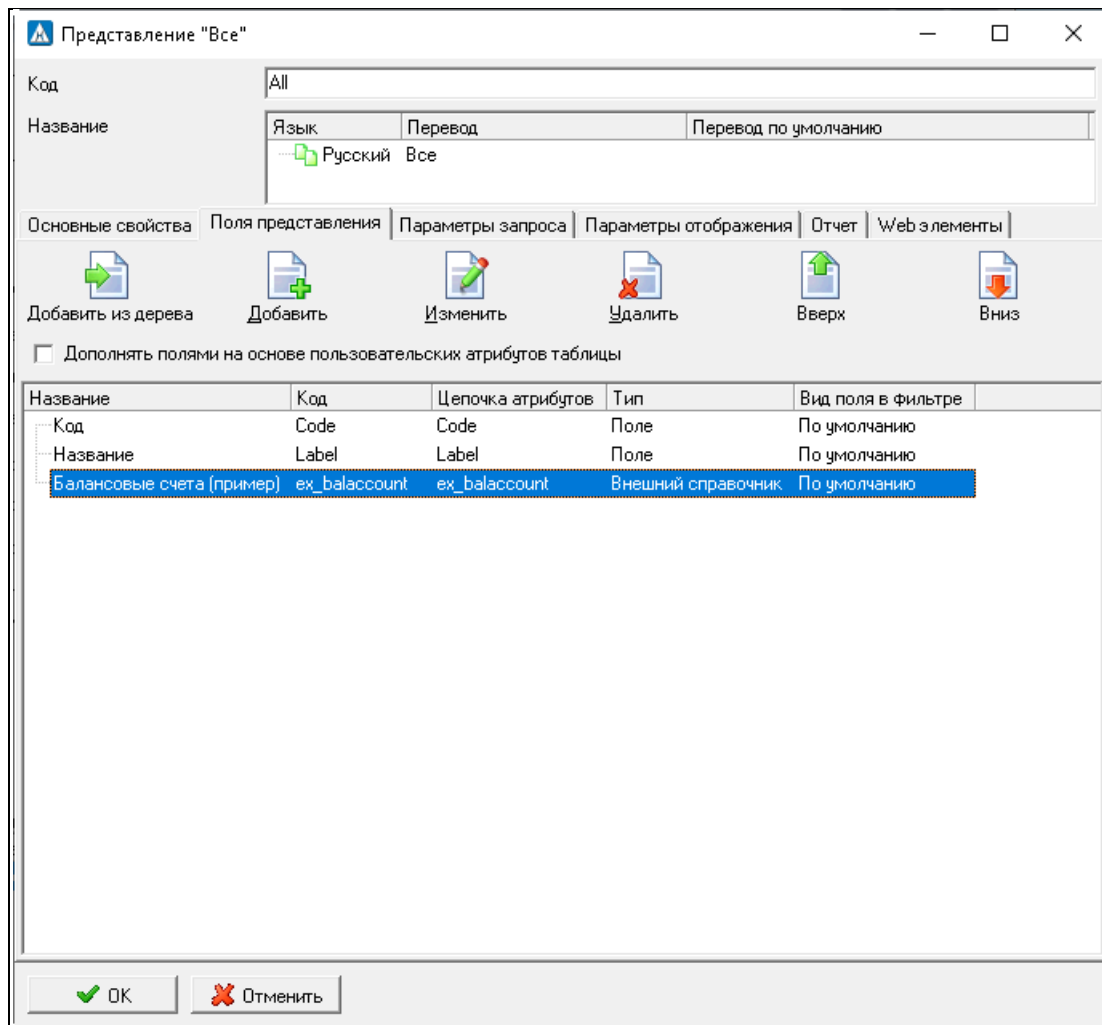 Представление "Все"
Код All
Название Язык Перевод Перевод по умолчанию
Русский Все
Основные свойства Поля представления Параметры запроса Параметры отображения Отчет Web элементы
Добавить из дерева Добавить Изменить Удалить Вверх Вниз
Дополнять полями на основе пользовательских атрибутов таблицы
Название Код Цепочка атрибутов Тип Вид поля в фильтре
Код Code Code Поле По умолчанию
Название Label Label Поле По умолчанию
Балансовые счета (пример) ex_balaccount ex_balaccount Внешний справочник По умолчанию
OK Отменить